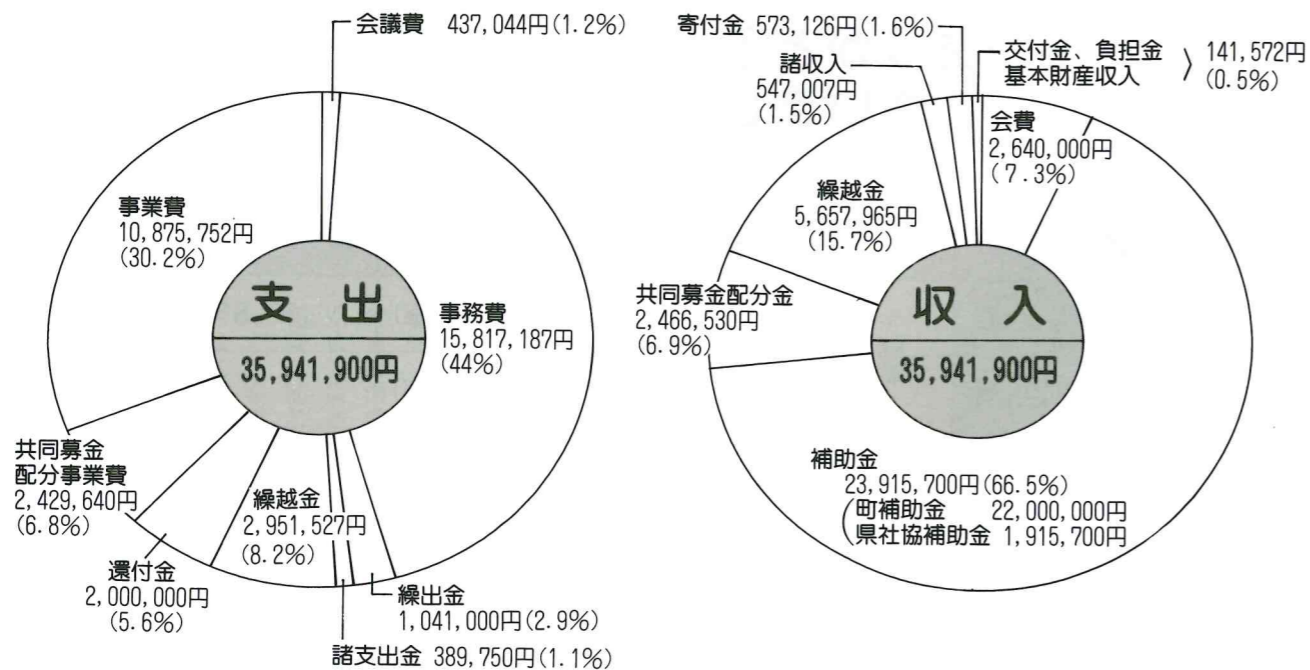 会議費 437,044円(1.2%)
事業費
10,875,752円
(30.2%)
支出
35,941,900円
事務費
15,817,187円
(44%)
共同募金
配分事業費
2,429,640円
(6.8%)
還付金
2,000,000円
(5.6%)
繰越金
2,951,527円
(8.2%)
繰出金
1,041,000円(2.9%)
諸支出金 389,750円(1.1%)
寄付金 573,126円(1.6%)
諸収入
547,007円
(1.5%)
交付金、負担金
基本財産収入
141,572円
(0.5%)
会費
2,640,000円
(7.3%)
繰越金
5,657,965円
(15.7%)
共同募金配分金
2,466,530円
(6.9%)
収入
35,941,900円
補助金
23,915,700円(66.5%)
(町補助金 22,000,000円
(県社協補助金 1,915,700円